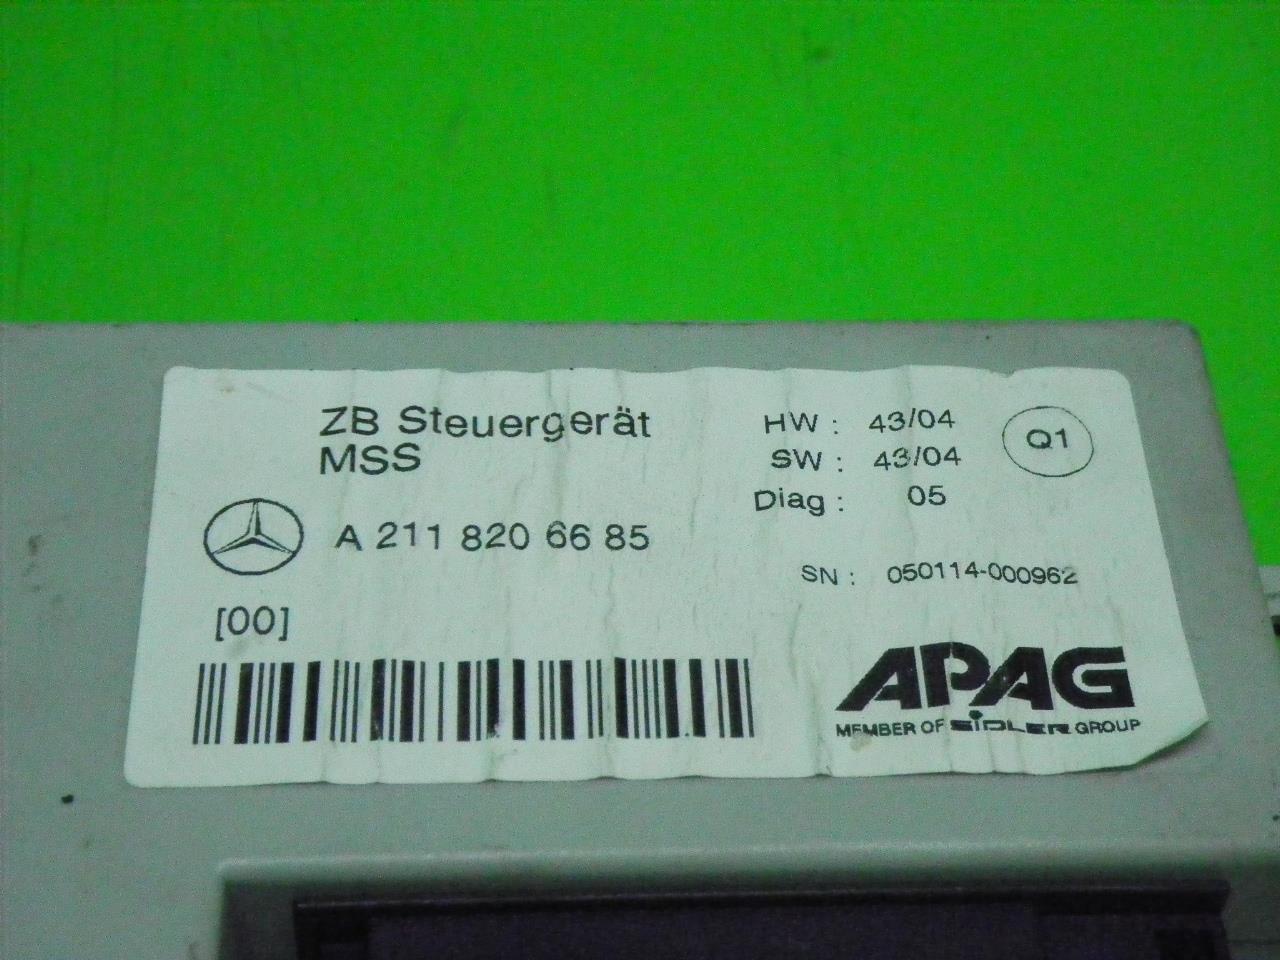 ZB Steuergerät
MSS
A 211 820 66 85
[00]
HW : 43/04
SW : 43/04
Diag : 05
Q1
SN : 050114-000962
APAG
MEMBER OF SiDLER GROUP